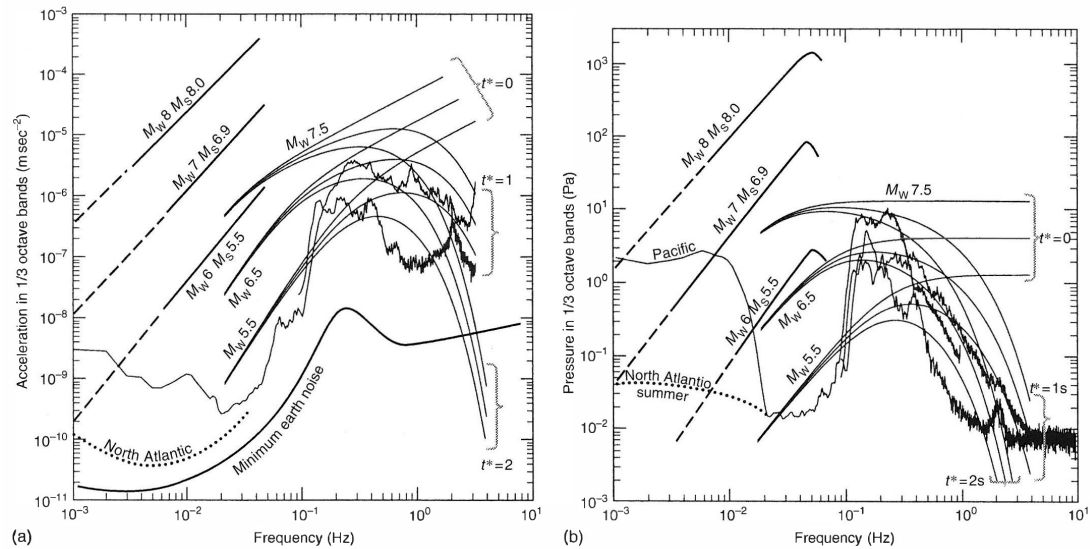 10⁻³
10⁻⁴
10⁻⁵
10⁻⁶
10⁻⁷
10⁻⁸
10⁻⁹
10⁻¹⁰
10⁻¹¹
Acceleration in 1/3 octave bands (m sec⁻²)
M_W 8 M_S 8.0
M_W 7 M_S 6.9
M_W 6 M_S 5.5
M_W 7.5
M_W 6.5
M_W 5.5
t*=0
t*=1
t*=2
North Atlantic
Minimum earth noise
10⁻³ 10⁻² 10⁻¹ 10⁰ 10¹
Frequency (Hz)
(a)
10³
10²
10¹
10⁰
10⁻¹
10⁻²
10⁻³
Pressure in 1/3 octave bands (Pa)
M_W 8 M_S 8.0
M_W 7 M_S 6.9
M_W 7.5
t*=0
Pacific
M_W 6 M_S 5.5
M_W 6.5
M_W 5.5
North Atlantic
summer
t*=1s
t*=2s
10⁻³ 10⁻² 10⁻¹ 10⁰ 10¹
Frequency (Hz)
(b)